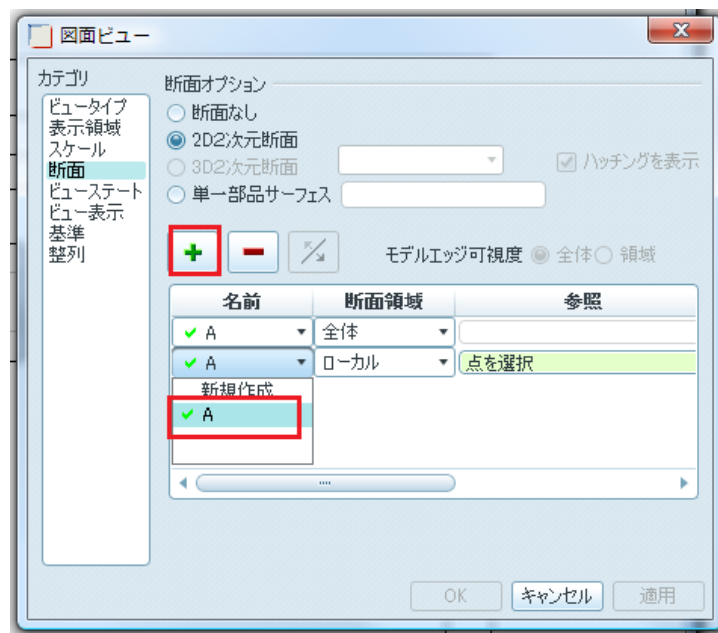 図面ビュー
カテゴリ
ビュータイプ
表示領域
スケール
断面
ビューステート
ビュー表示
基準
整列
断面オプション
断面なし
2D2次元断面
3D2次元断面
ハッチングを表示
単一部品サーフェス
モデルエッジ可視度 全体 領域
名前 断面領域 参照
A 全体
A ローカル 点を選択
新規作成
A
OK キャンセル 適用